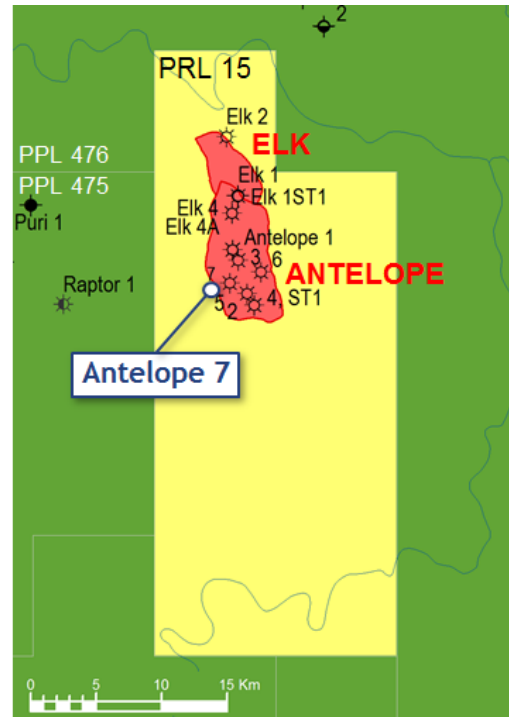 2
PRL 15
Elk 2
ELK
PPL 476
PPL 475
Elk 1
Elk 1ST1
Elk 4
Elk 4A
Puri 1
Antelope 1
3
6
ANTELOPE
Raptor 1
7
4, ST1
5
2
Antelope 7
0 5 10 15 Km